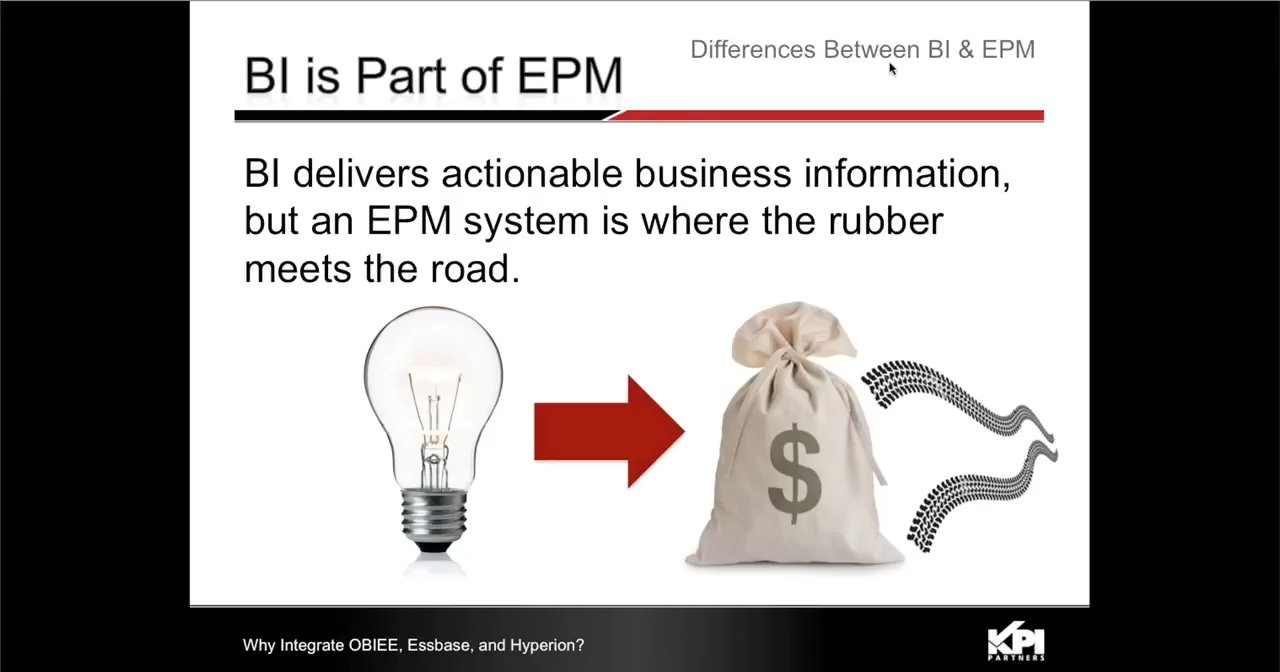 Differences Between BI & EPM
BI is Part of EPM
BI delivers actionable business information,
but an EPM system is where the rubber
meets the road.
$
Why Integrate OBIEE, Essbase, and Hyperion?
KPI
PARTNERS